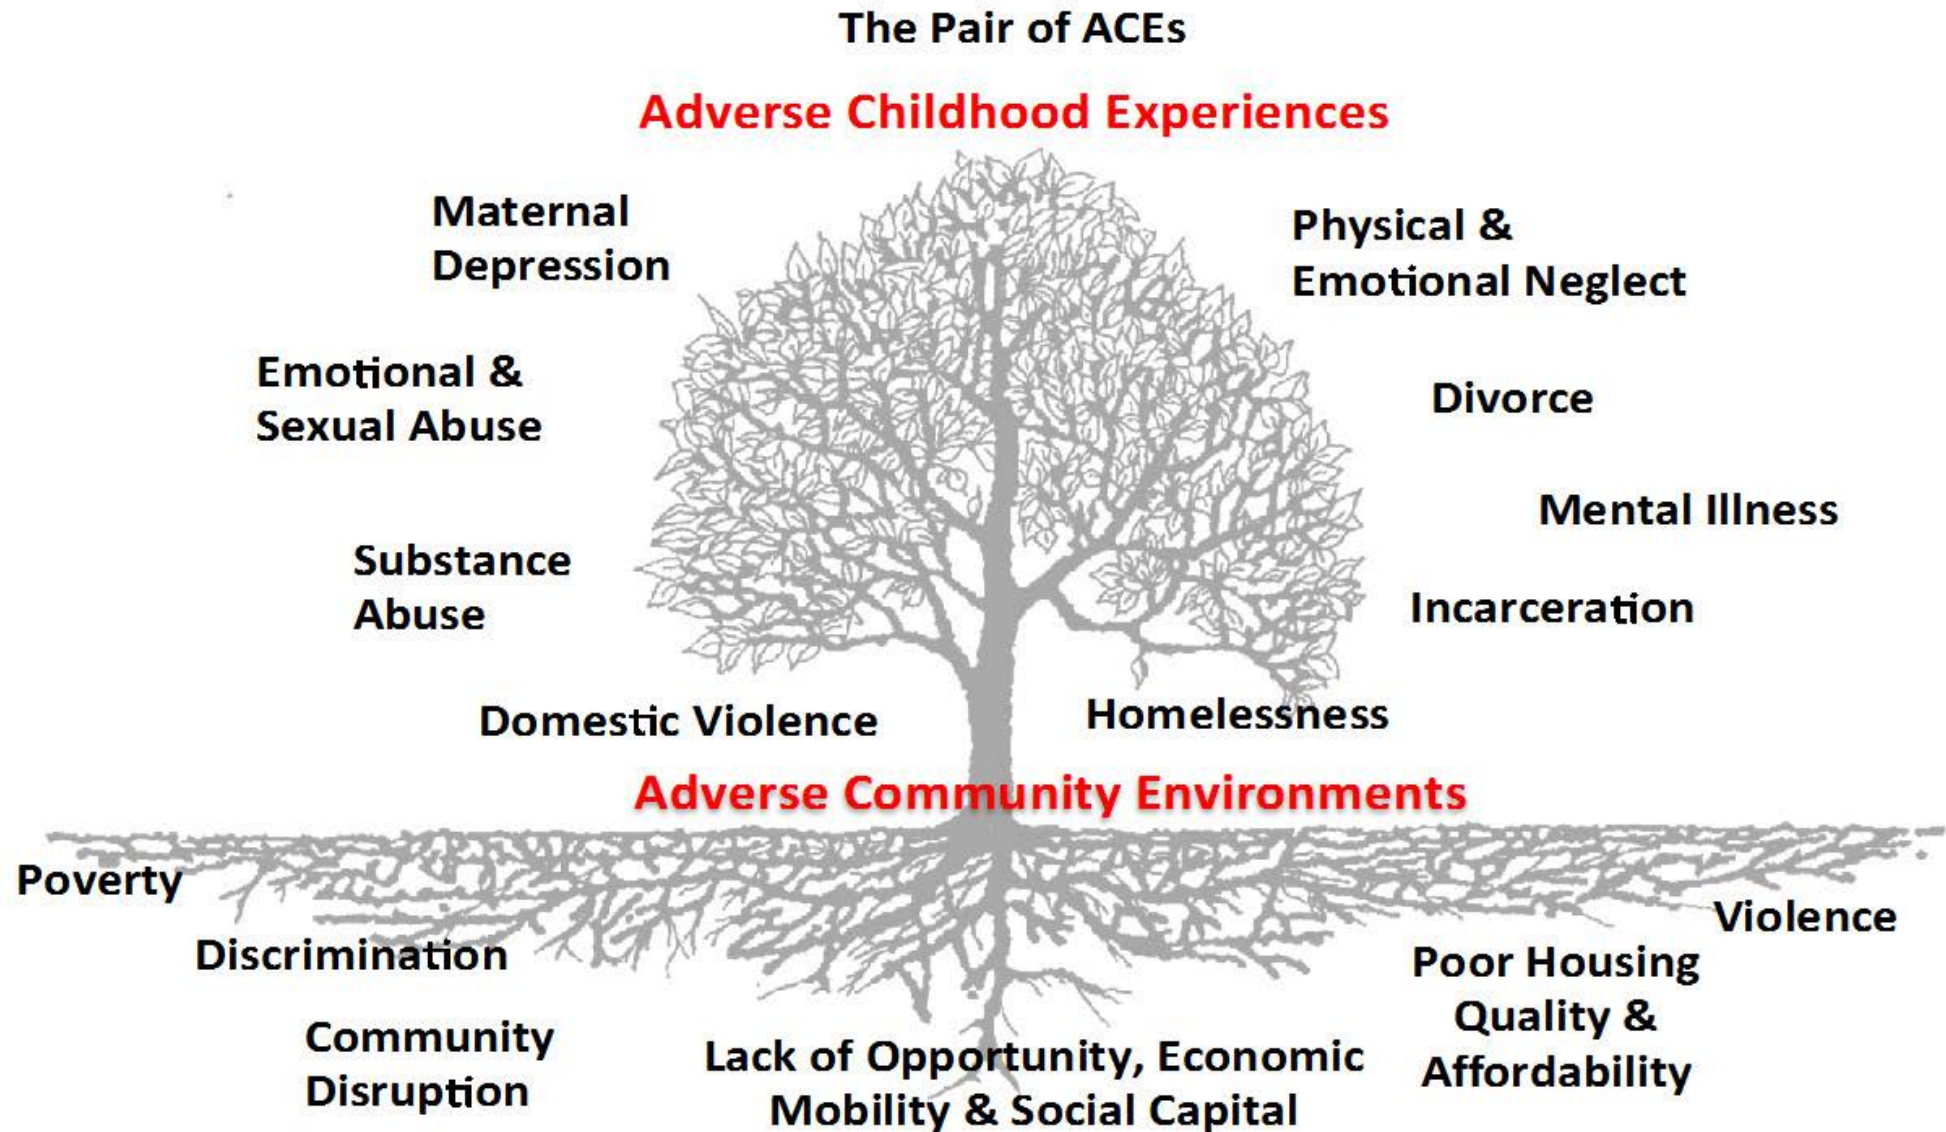 The Pair of ACEs
Adverse Childhood Experiences
Maternal
Depression
Physical &
Emotional Neglect
Emotional &
Sexual Abuse
Divorce
Mental Illness
Substance
Abuse
Incarceration
Domestic Violence
Homelessness
Adverse Community Environments
Poverty
Violence
Discrimination
Poor Housing
Quality &
Affordability
Community
Disruption
Lack of Opportunity, Economic
Mobility & Social Capital